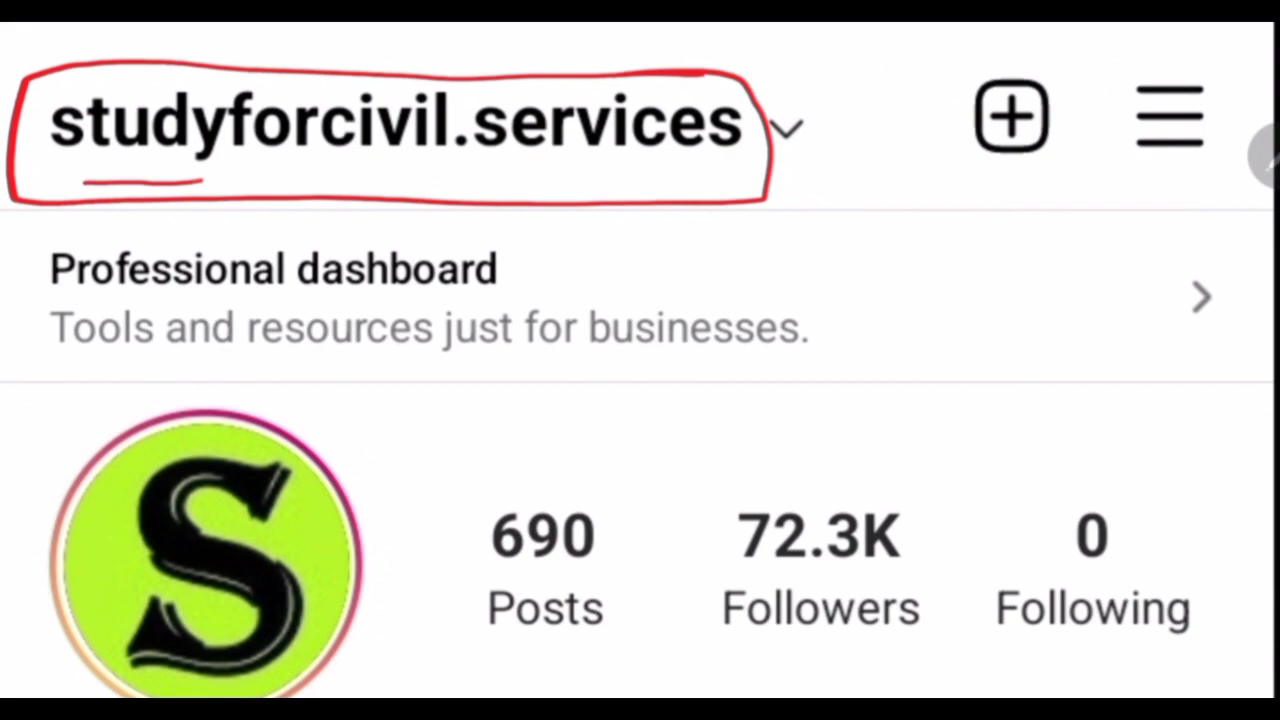 studyforcivil.services
Professional dashboard
Tools and resources just for businesses.
S
690 72.3K 0
Posts Followers Following